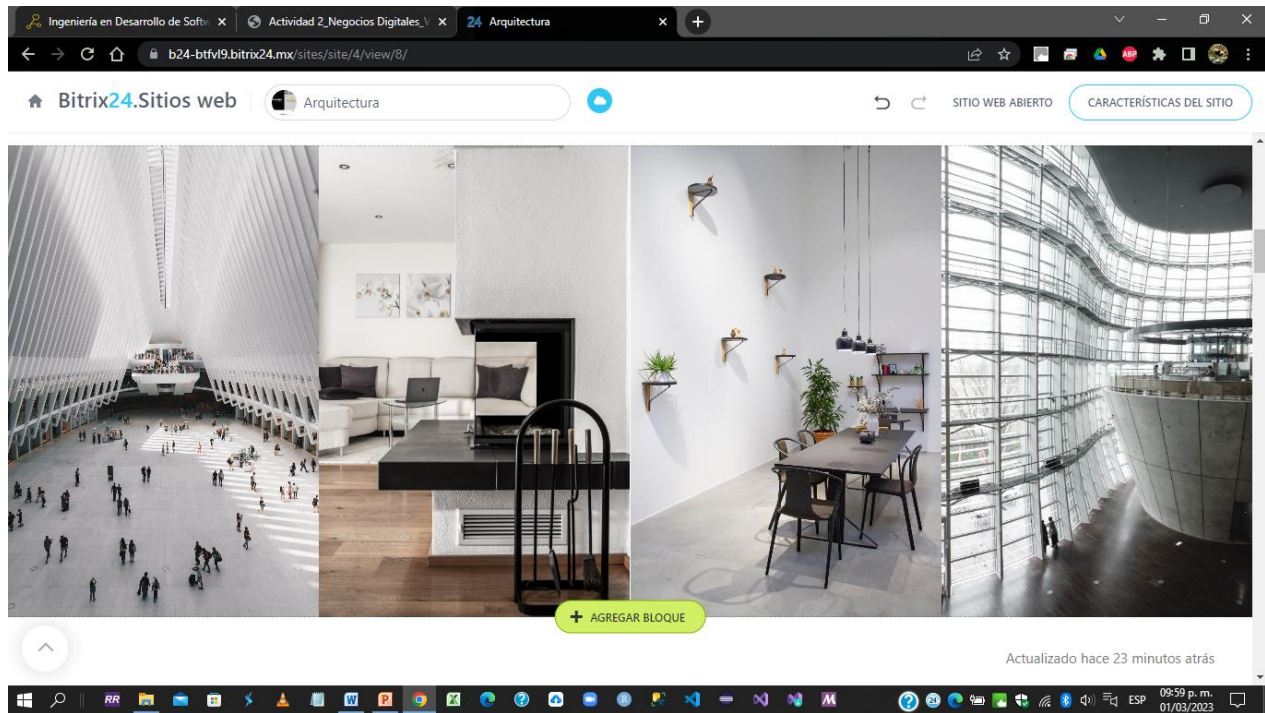 Ingeniería en Desarrollo de Softw
Actividad 2_Negocios Digitales_V
24 Arquitectura
b24-btfvl9.bitrix24.mx/sites/site/4/view/8/
ABP
Bitrix24.Sitios web
Arquitectura
SITIO WEB ABIERTO
CARACTERÍSTICAS DEL SITIO
+ AGREGAR BLOQUE
Actualizado hace 23 minutos atrás
RR
ESP
09:59 p. m.
01/03/2023